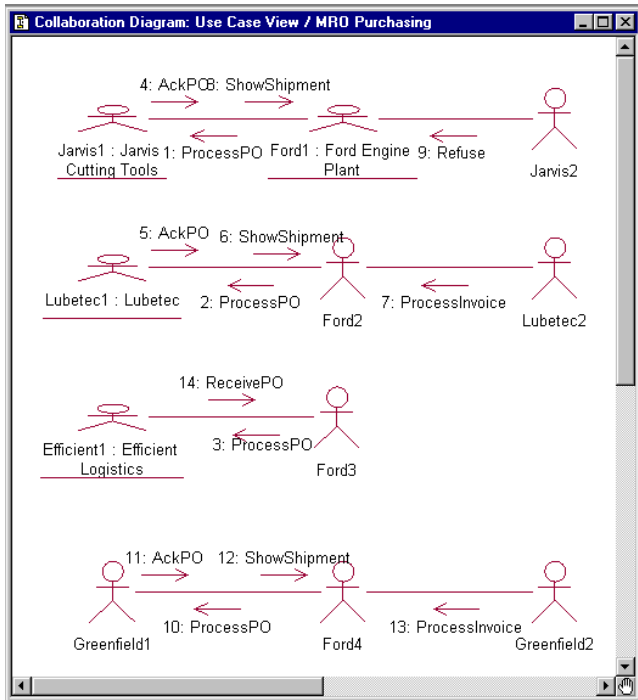 Collaboration Diagram: Use Case View / MRO Purchasing
4: AckPO8: ShowShipment
Jarvis1 : Jarvis
Cutting Tools
1: ProcessPO
Ford1 : Ford Engine
Plant
9: Refuse
Jarvis2
5: AckPO
6: ShowShipment
Lubetec1 : Lubetec
2: ProcessPO
Ford2
7: ProcessInvoice
Lubetec2
14: ReceivePO
Efficient1 : Efficient
Logistics
3: ProcessPO
Ford3
11: AckPO
12: ShowShipment
Greenfield1
10: ProcessPO
Ford4
13: ProcessInvoice
Greenfield2